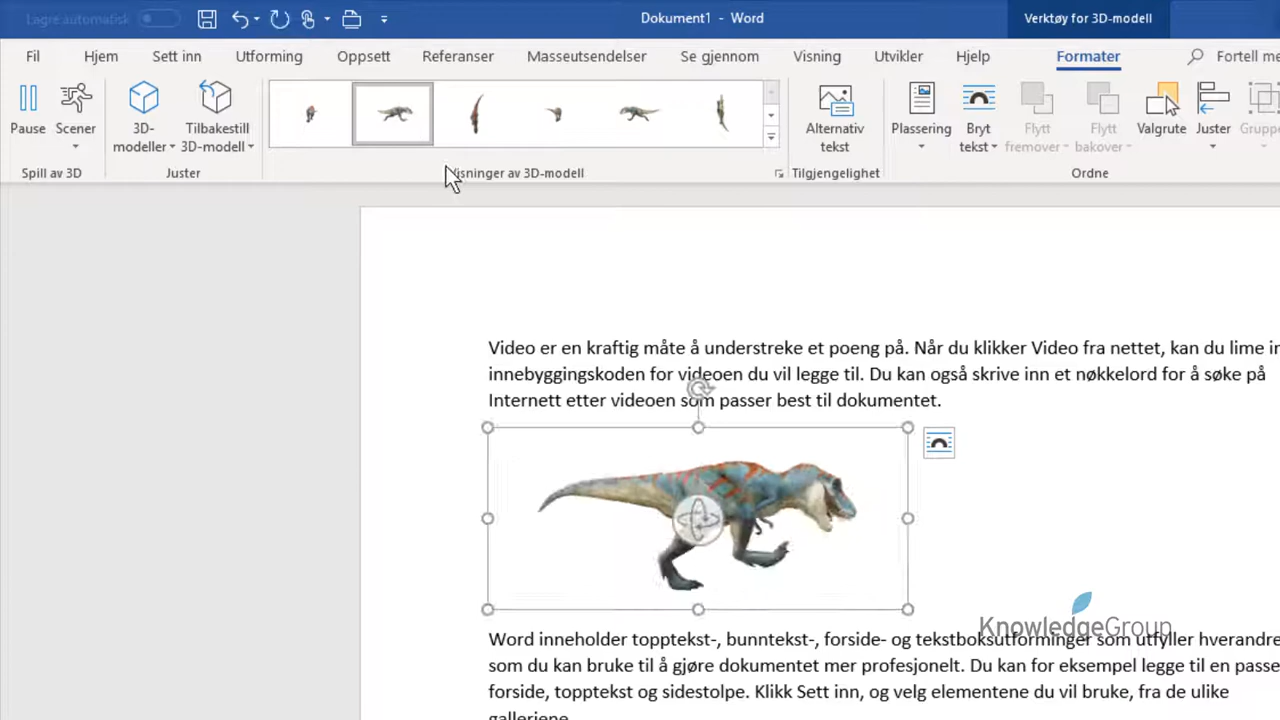 Lagre automatisk
Dokument1 - Word
Verktøy for 3D-modell
Fil Hjem Sett inn Utforming Oppsett Referanser Masseutsendelser Se gjennom Visning Utvikler Hjelp Formater Fortell me
Pause Scener 3D-modeller Tilbakestill 3D-modell Alternativ tekst Plassering Bryt tekst Flytt fremover Flytt bakover Valgrute Juster Gruppe
Spill av 3D Juster Visninger av 3D-modell Tilgjengelighet Ordne
Video er en kraftig måte å understreke et poeng på. Når du klikker Video fra nettet, kan du lime in
innebyggingskoden for videoen du vil legge til. Du kan også skrive inn et nøkkelord for å søke på
Internett etter videoen som passer best til dokumentet.
KnowledgeGroup
Word inneholder topptekst-, bunntekst-, forside- og tekstboksutforminger som utfyller hverandre
som du kan bruke til å gjøre dokumentet mer profesjonelt. Du kan for eksempel legge til en passe
forside, topptekst og sidestolpe. Klikk Sett inn, og velg elementene du vil bruke, fra de ulike
galleriene.